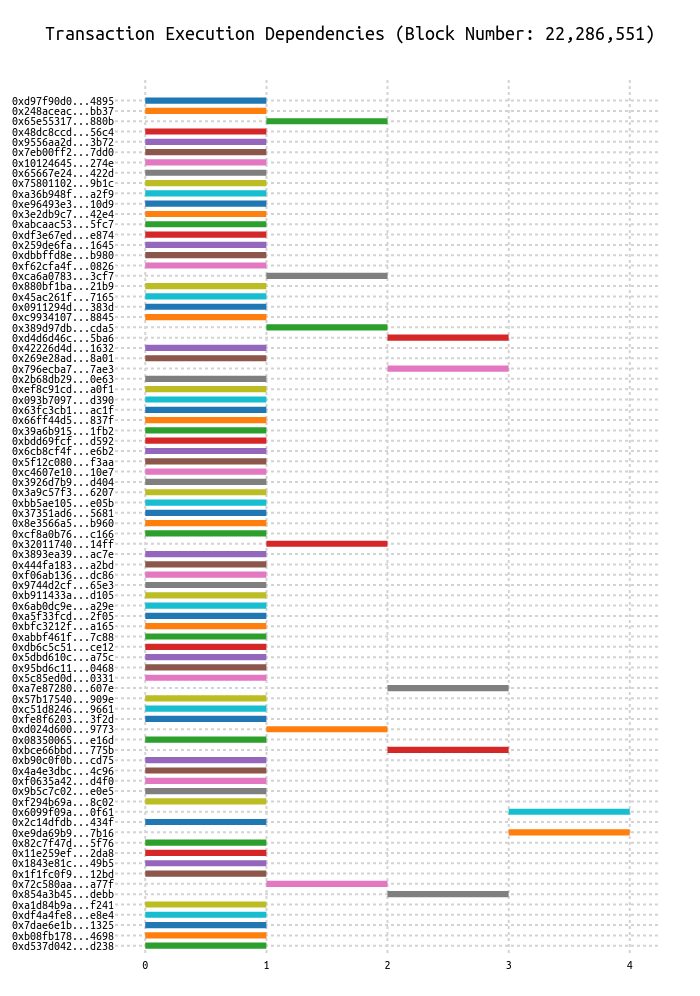 Transaction Execution Dependencies (Block Number: 22,286,551)
0xd97f90d0...4895
0x248aceac...bb37
0x65e55317...880b
0x48dc8ccd...56c4
0x9556aa2d...3b72
0x7eb00ff2...7dd0
0x10124645...274e
0x65667e24...422d
0x75801102...9b1c
0xa36b948f...a2f9
0xe96493e3...10d9
0x3e2db9c7...42e4
0xabcaac53...5fc7
0xdf3e67ed...e874
0x259de6fa...1645
0xdbbffd8e...b980
0xf62cfa4f...0826
0xca6a0783...3cf7
0x880bf1ba...21b9
0x45ac261f...7165
0x0911294d...383d
0xc9934107...8845
0x389d97db...cda5
0xd4d6d46c...5ba6
0x42226d4d...1632
0x269e28ad...8a01
0x796ecba7...7ae3
0x2b68db29...0e63
0xef8c91cd...a0f1
0x093b7097...d390
0x63fc3cb1...ac1f
0x66ff44d5...837f
0x39a6b915...1fb2
0xbdd69fcf...d592
0x6cb8cf4f...e6b2
0x5f12c080...f3aa
0xc4607e10...10e7
0x3926d7b9...d404
0x3a9c57f3...6207
0xbb5ae105...e05b
0x37351ad6...5681
0x8e3566a5...b960
0xcf8a0b76...c166
0x32011740...14ff
0x3893ea39...ac7e
0x444fa183...a2bd
0xf06ab136...dc86
0x9744d2cf...65e3
0xb911433a...d105
0x6ab0dc9e...a29e
0xa5f33fcd...2f05
0xbfc3212f...a165
0xabbf461f...7c88
0xdb6c5c51...ce12
0x5dbd610c...a75c
0x95bd6c11...0468
0x5c85ed0d...0331
0xa7e87280...607e
0x57b17540...909e
0xc51d8246...9661
0xfe8f6203...3f2d
0xd024d600...9773
0x08350065...e16d
0xbce66bbd...775b
0xb90c0f0b...cd75
0x4a4e3dbc...4c96
0xf0635a42...d4f0
0x9b5c7c02...e0e5
0xf294b69a...8c02
0x6099f09a...0f61
0x2c14dfdb...434f
0xe9da69b9...7b16
0x82c7f47d...5f76
0x11e259ef...2da8
0x1843e81c...49b5
0x1f1fc0f9...12bd
0x72c580aa...a77f
0x854a3b45...debb
0xa1d84b9a...f241
0xdf4a4fe8...e8e4
0x7dae6e1b...1325
0xb08fb178...4698
0xd537d042...d238
0 1 2 3 4